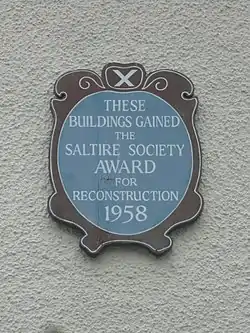 THESE
BUILDINGS GAINED
THE
SALTIRE SOCIETY
AWARD
FOR
RECONSTRUCTION
1958